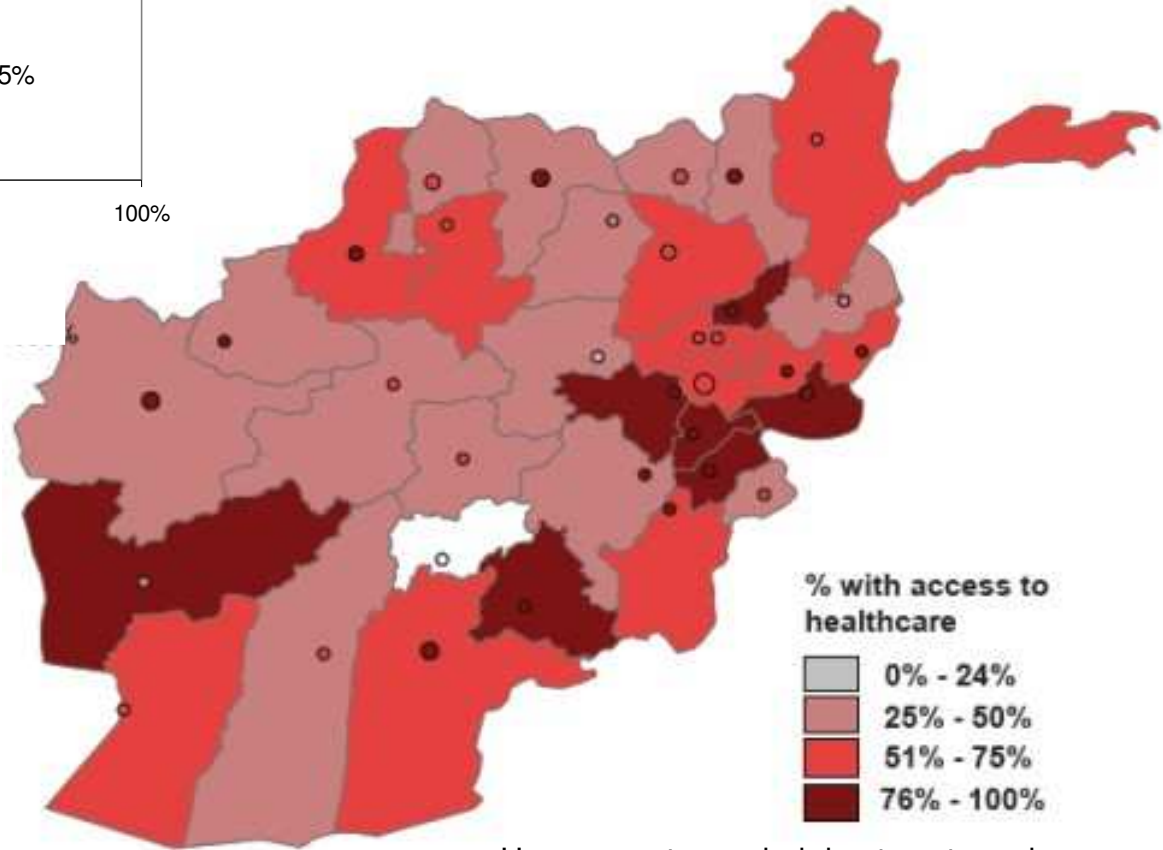 5%
100%
% with access to
healthcare
0% - 24%
25% - 50%
51% - 75%
76% - 100%